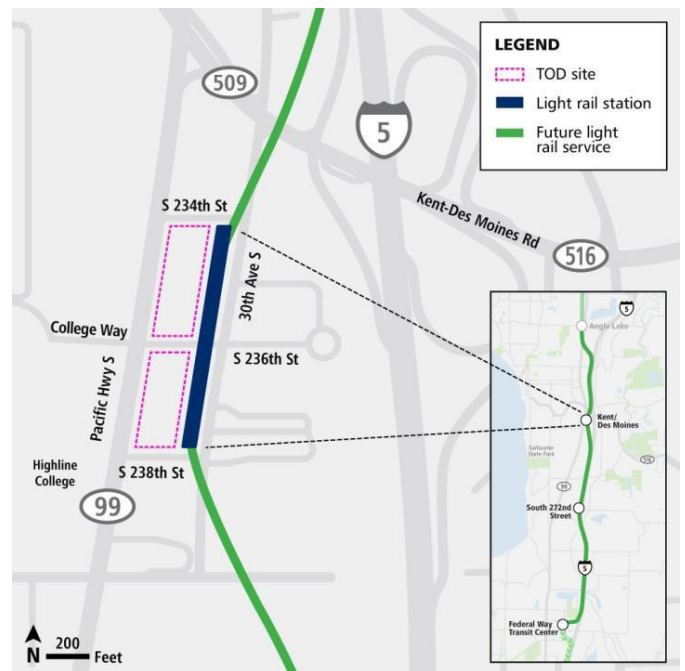 LEGEND
TOD site
Light rail station
Future light
rail service
509
5
S 234th St
Kent-Des Moines Rd
516
30th Ave S
College Way
S 236th St
Pacific Hwy S
S 238th St
Highline
College
99
N
200
Feet
5
Angle Lake
Kent/
Des Moines
Saltwater
State Park
516
99
South 272nd
Street
5
Federal Way
Transit Center